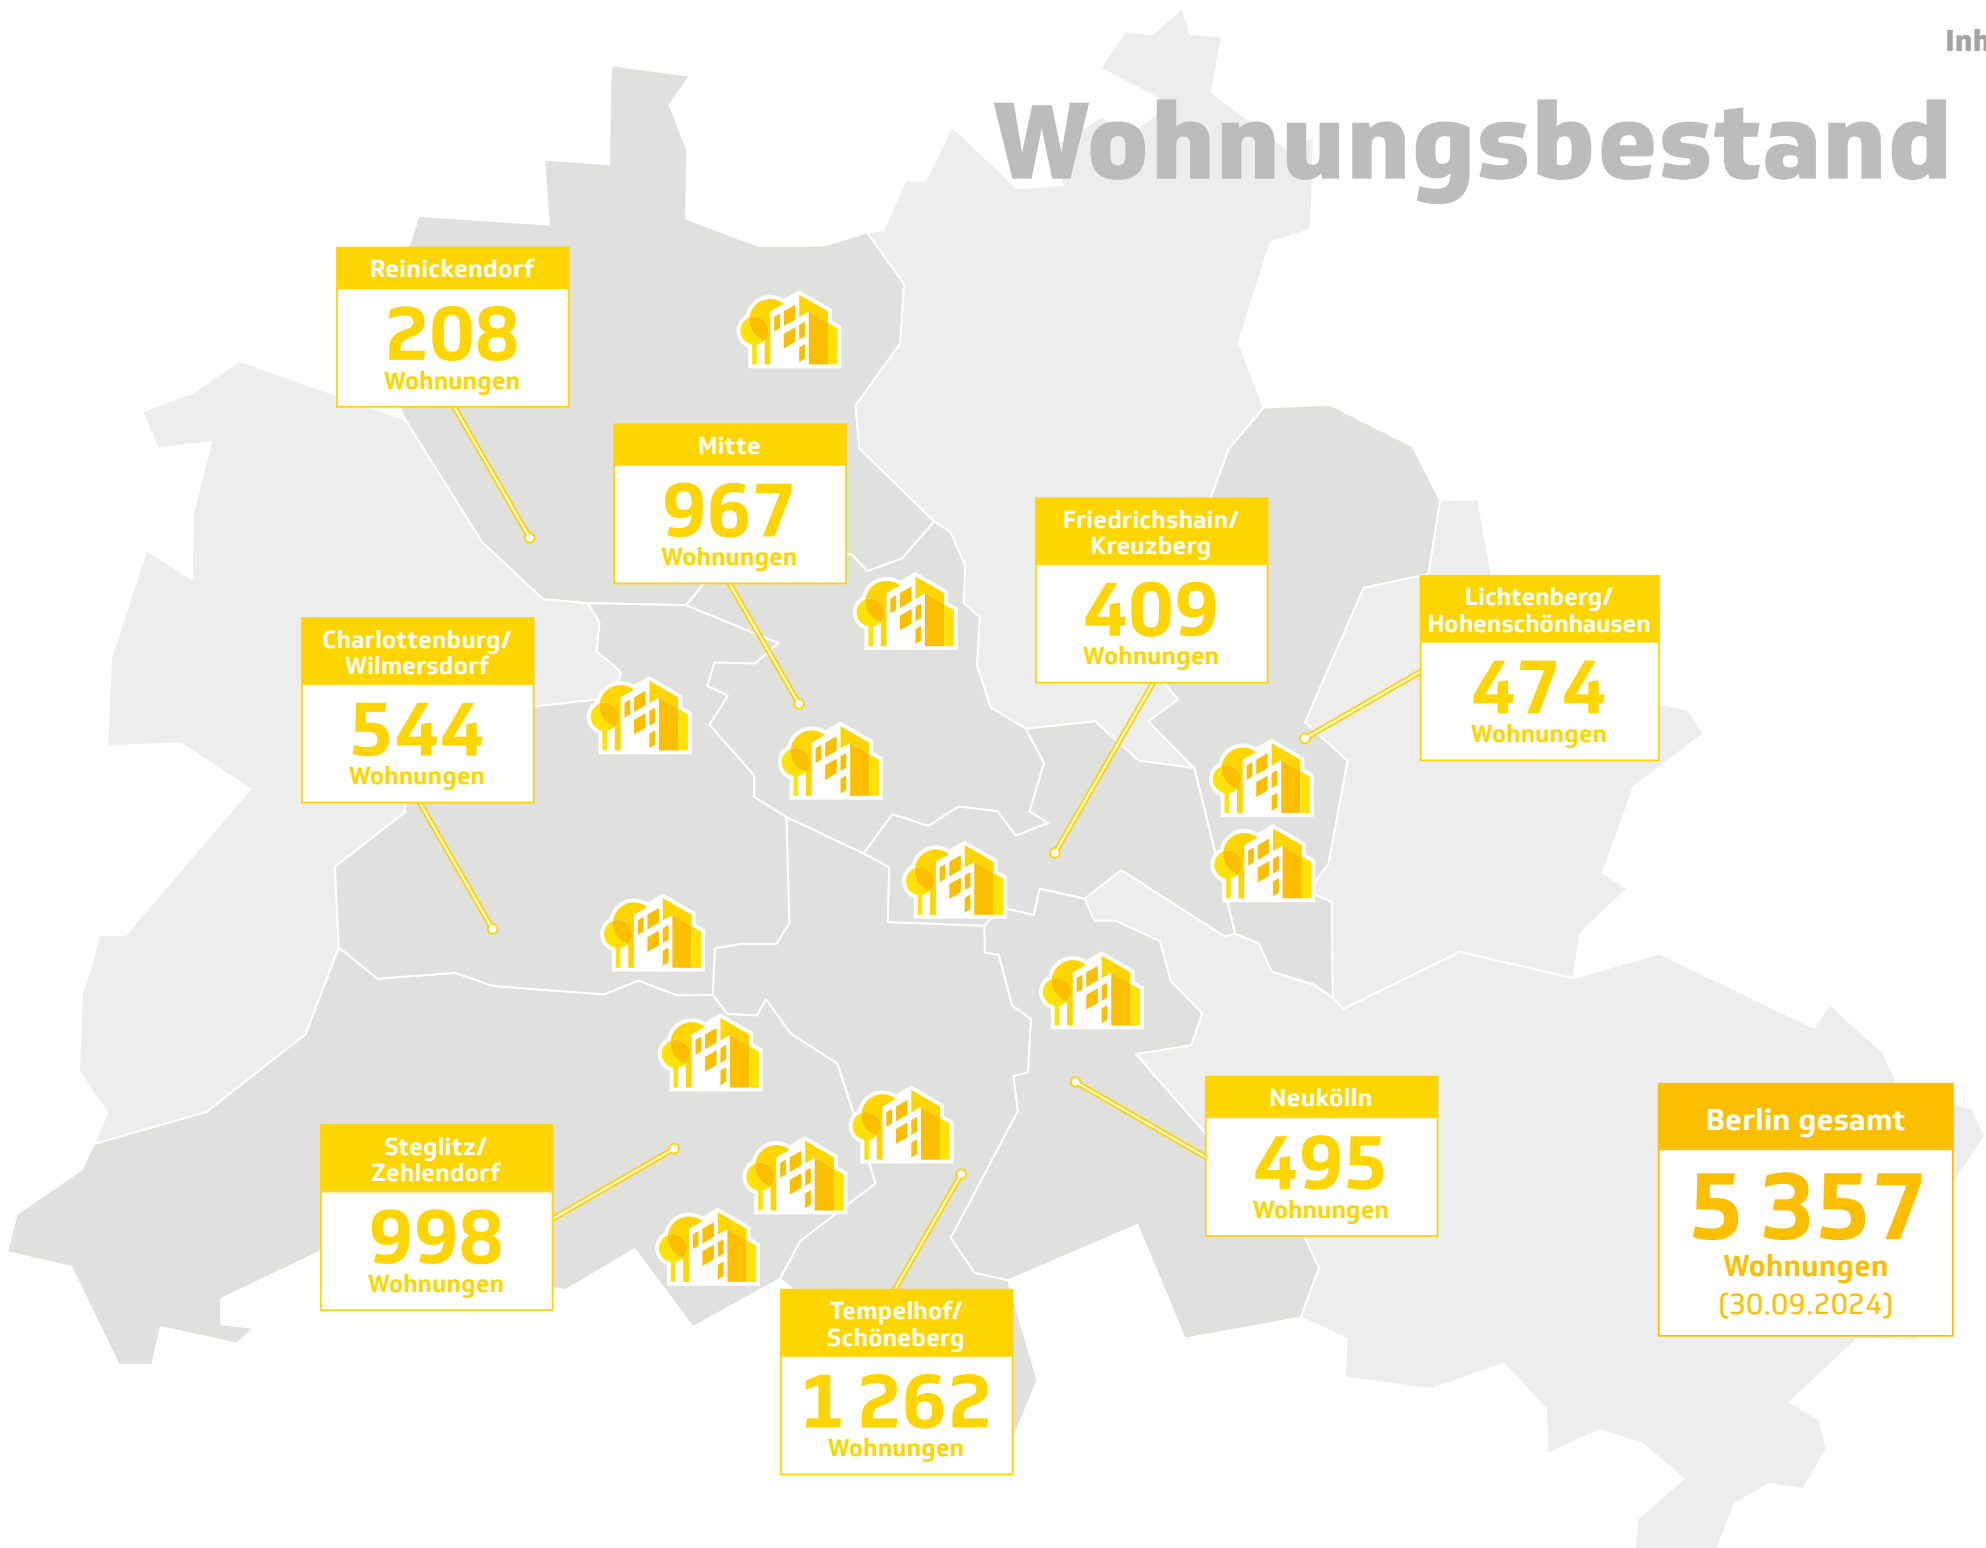 Inh
Wohnungsbestand
Reinickendorf
208
Wohnungen
Mitte
967
Wohnungen
Friedrichshain/
Kreuzberg
409
Wohnungen
Lichtenberg/
Hohenschönhausen
474
Wohnungen
Charlottenburg/
Wilmersdorf
544
Wohnungen
Steglitz/
Zehlendorf
998
Wohnungen
Neukölln
495
Wohnungen
Tempelhof/
Schöneberg
1 262
Wohnungen
Berlin gesamt
5 357
Wohnungen
(30.09.2024)